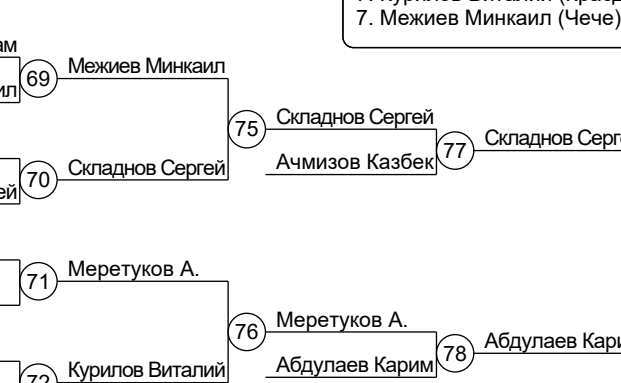 7. Межиев Минкаил (Чече)
69
Межиев Минкаил
75
Складнов Сергей
77
Ачмизов Казбек
70
Складнов Сергей
71
Меретуков А.
76
Меретуков А.
78
Абдулаев Карим
72
Курилов Виталий